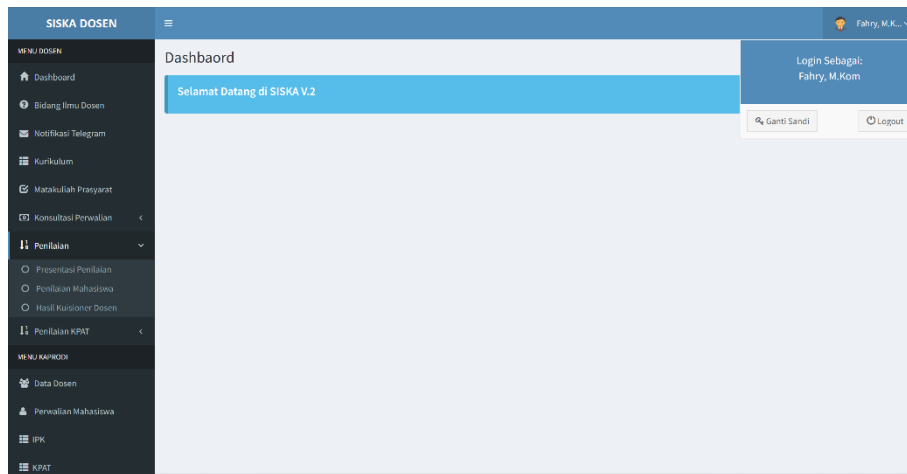 SISKA DOSEN
Fahry, M.K...
MENU DOSEN
Dashboard
Bidang Ilmu Dosen
Notifikasi Telegram
Kurikulum
Matakuliah Prasyarat
Konsultasi Perwalian
Penilaian
Presentasi Penilaian
Penilaian Mahasiswa
Hasil Kuisioner Dosen
Penilaian KPAT
MENU KAPRODI
Data Dosen
Perwalian Mahasiswa
IPK
KPAT
Dashbaord
Selamat Datang di SISKA V.2
Login Sebagai:
Fahry, M.Kom
Ganti Sandi
Logout